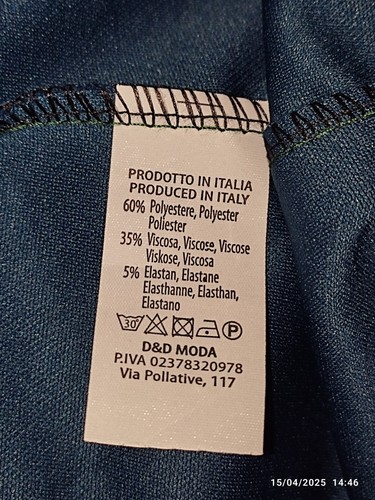 PRODOTTO IN ITALIA
PRODUCED IN ITALY
60% Polyestere, Polyester
Poliester
35% Viscosa, Viscose, Viscose
Viskose, Viscosa
5% Elastan, Elastane
Elasthanne, Elasthan,
Elastano
30° P
D&D MODA
P.IVA 02378320978
Via Pollative, 117
15/04/2025 14:46